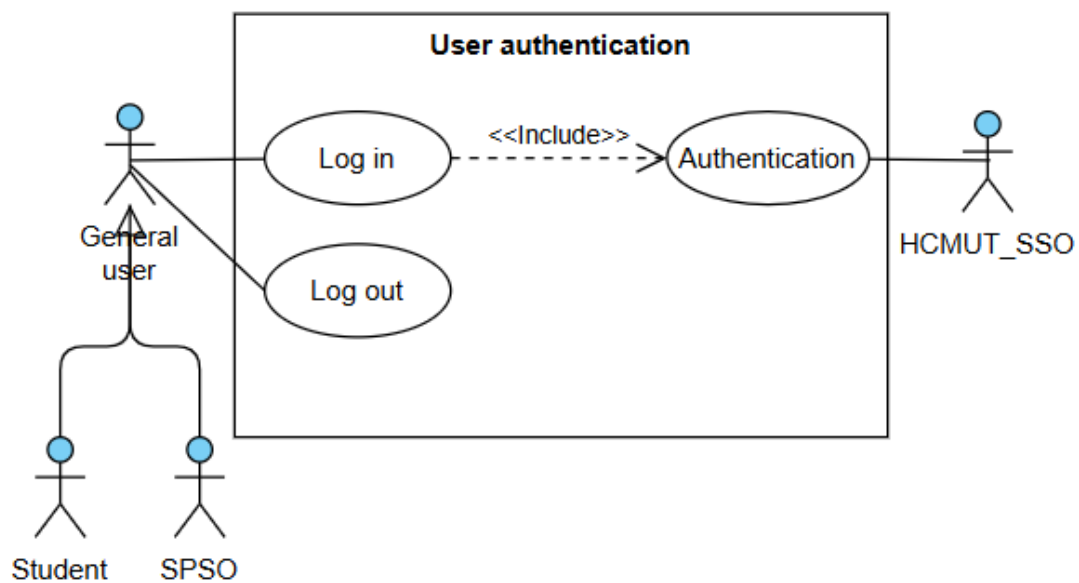 User authentication
Log in
<<Include>>
Authentication
General
user
HCMUT_SSO
Log out
Student
SPSO